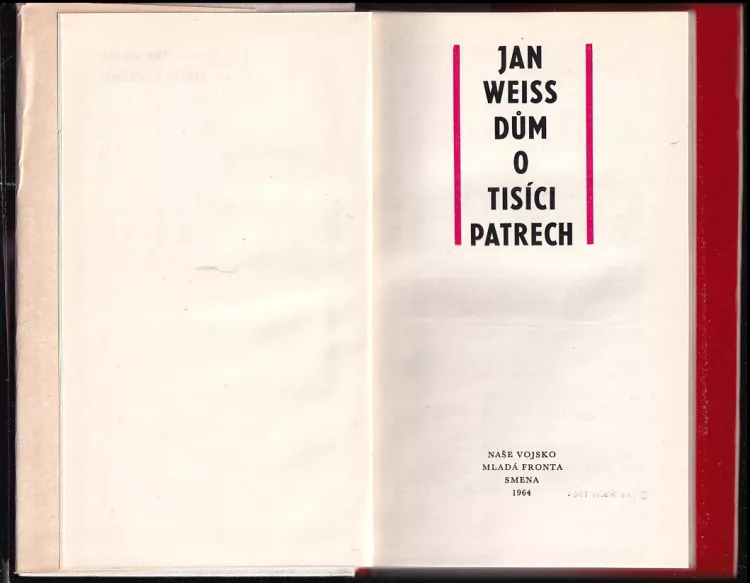 JAN
WEISS
DŮM
O
TISÍCI
PATRECH
NAŠE VOJSKO
MLADÁ FRONTA
SMENA
1964